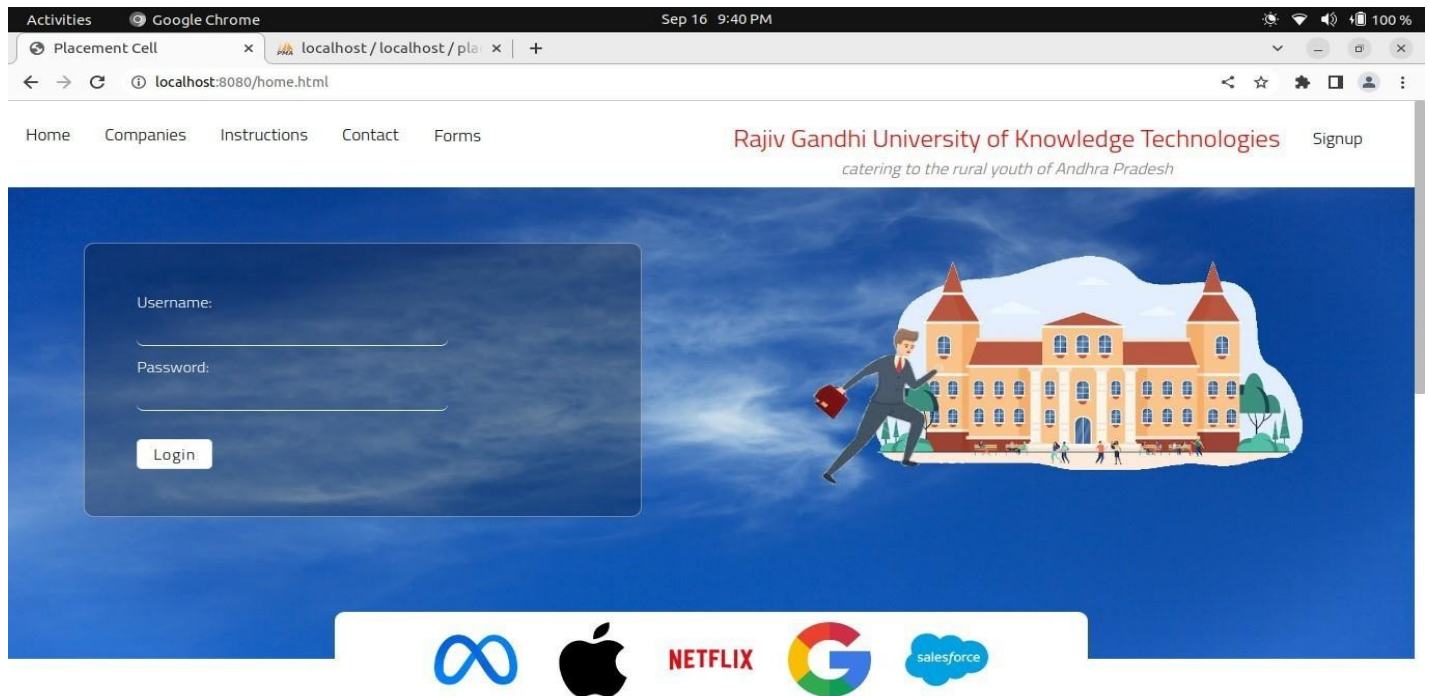 Activities Google Chrome Sep 16 9:40 PM 100 %
Placement Cell localhost / localhost / pla
localhost:8080/home.html
Home Companies Instructions Contact Forms Rajiv Gandhi University of Knowledge Technologies Signup
catering to the rural youth of Andhra Pradesh
Username:
Password:
Login
NETFLIX salesforce